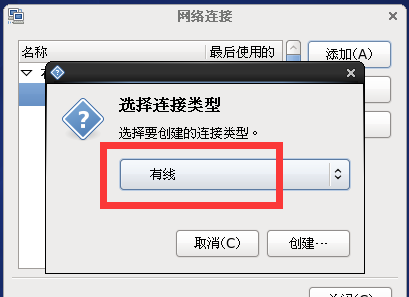 网络连接
名称
最后使用的
添加(A)
选择连接类型
选择要创建的连接类型。
有线
取消(C)
创建…